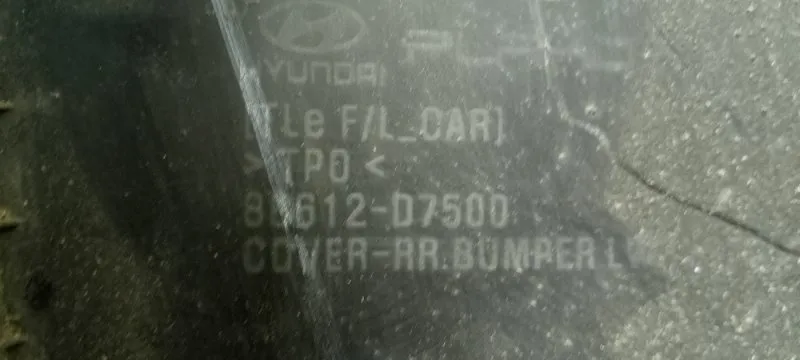 HYUNDAI
[TLe F/L_CAR]
>TPO<
86612-D7500
COVER-RR.BUMPER L